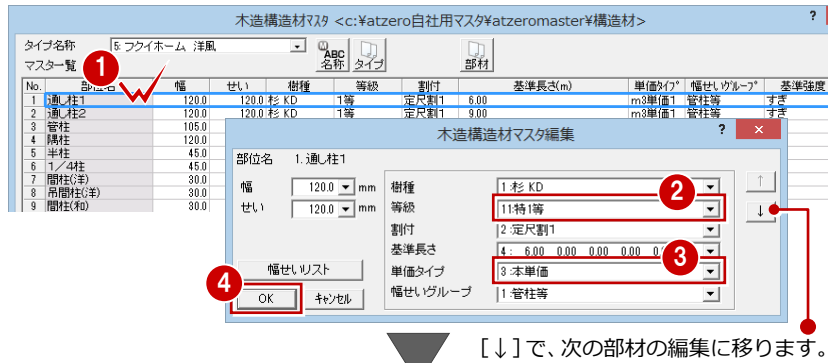 木造構造材マスタ <c:¥atzero自社用マスタ¥atzeromaster¥構造材>
?
タイプ名称 5: フクイホーム 洋風 ABC 名称 タイプ 部材
マスター覧
No. 部位名 幅 せい 樹種 等級 割付 基準長さ(m) 単価タイプ 幅せいグループ 基準強度
1 通し柱1 120.0 120.0 杉 KD 1等 定尺割1 6.00 m3単価1 管柱等 すぎ
2 通し柱2 120.0 120.0 杉 KD 1等 定尺割1 9.00 m3単価1 管柱等 すぎ
3 管柱 105.0
4 隅柱 120.0
5 半柱 45.0
6 1/4柱 45.0
7 間柱(洋) 30.0
8 吊間柱(洋) 30.0
9 間柱(和) 30.0
1
木造構造材マスタ編集 ? ×
部位名 1. 通し柱1
幅 120.0 mm
せい 120.0 mm
樹種 1:杉 KD
等級 11:特1等
割付 2:定尺割1
基準長さ 4: 6.00 0.00 0.00 0.00
単価タイプ 3:本単価
幅せいグループ 1:管柱等
幅せいリスト
OK キャンセル
↑
↓
2
3
4
[↓]で、次の部材の編集に移ります。